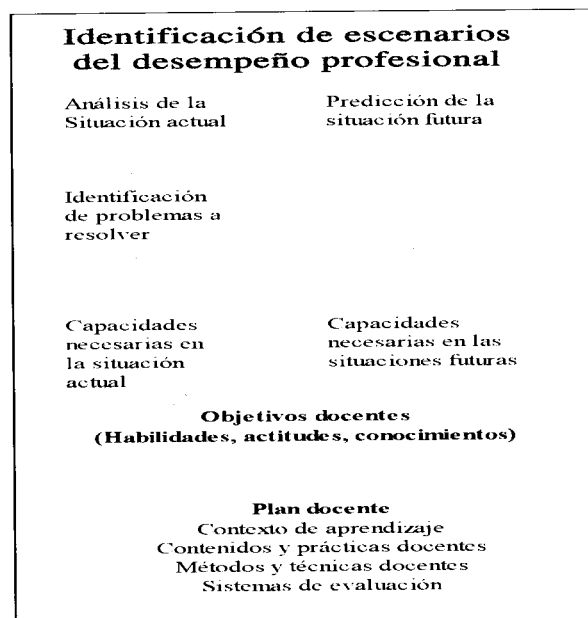 Identificación de escenarios
del desempeño profesional
Análisis de la
Situación actual
Predicción de la
situación futura
Identificación
de problemas a
resolver
Capacidades
necesarias en
la situación
actual
Capacidades
necesarias en las
situaciones futuras
Objetivos docentes
(Habilidades, actitudes, conocimientos)
Plan docente
Contexto de aprendizaje
Contenidos y prácticas docentes
Métodos y técnicas docentes
Sistemas de evaluación